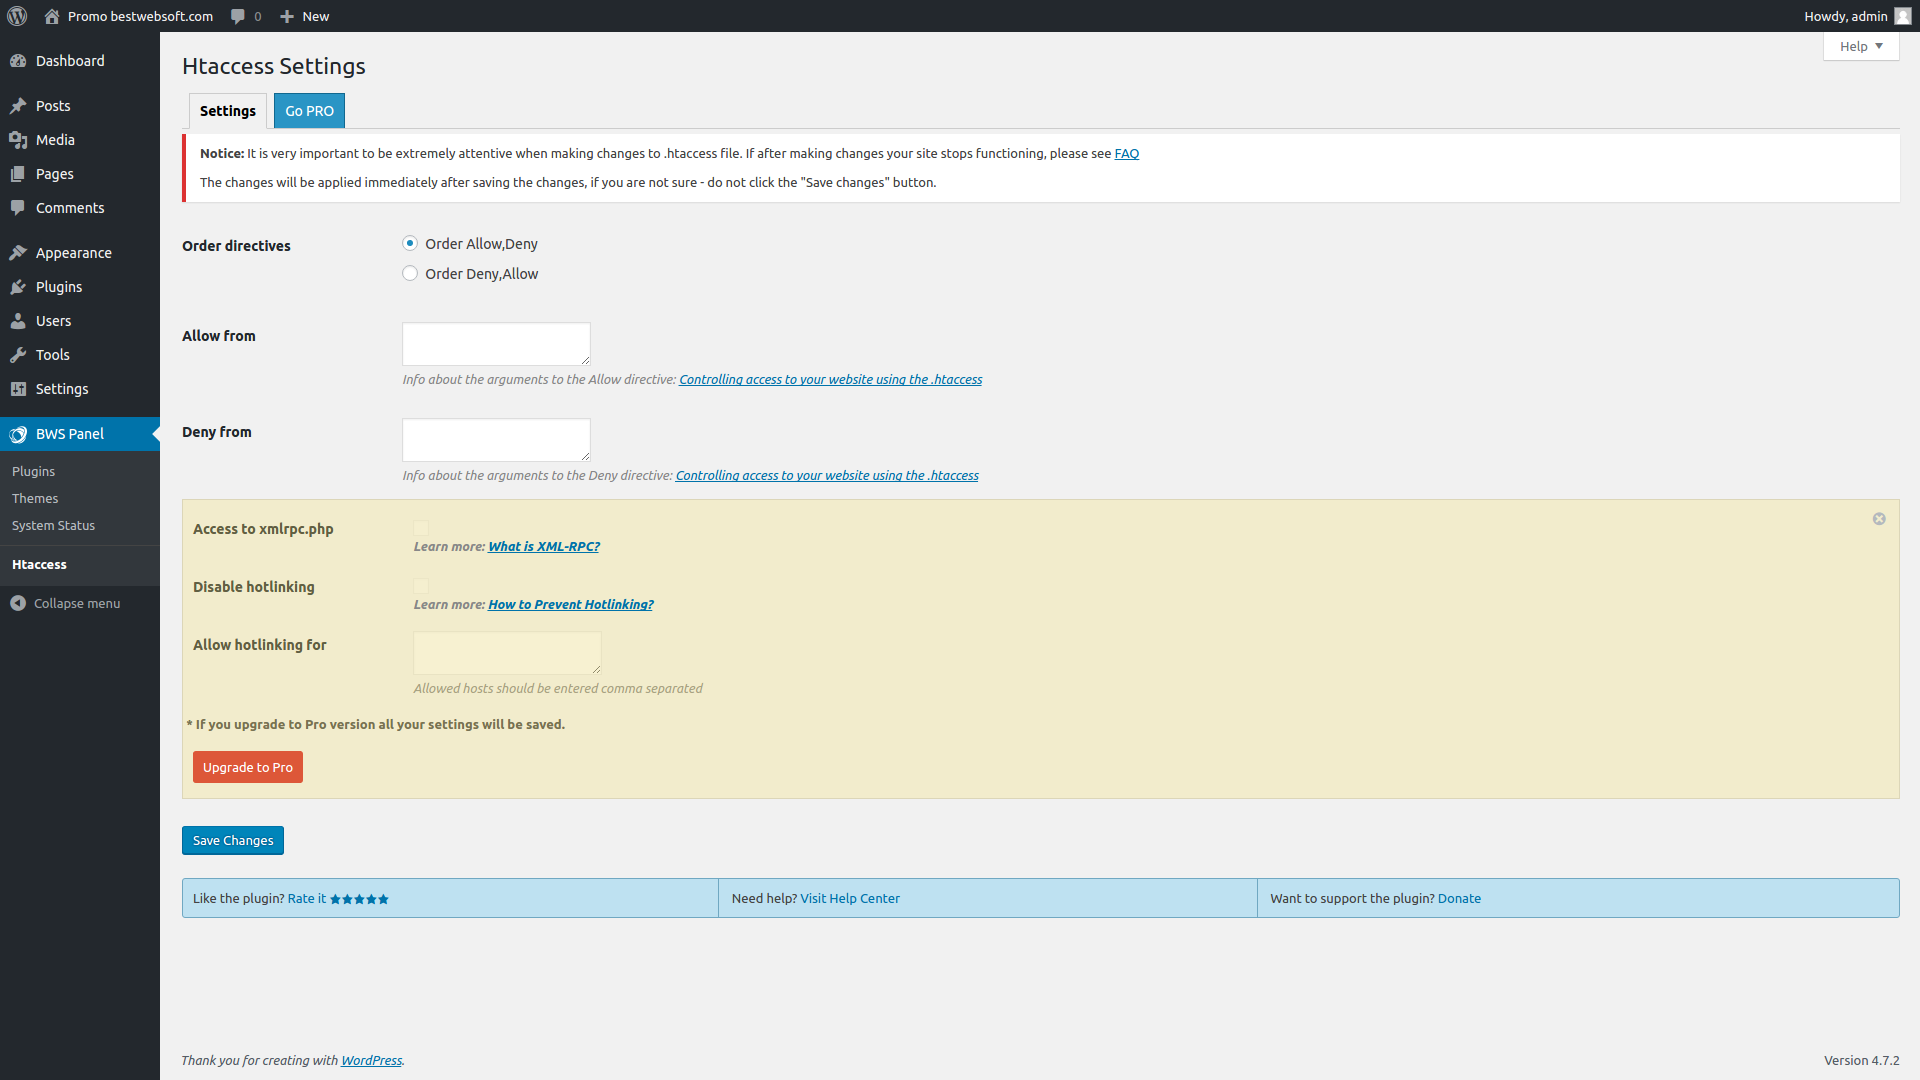 Promo bestwebsoft.com 0 New Howdy, admin
Help
Dashboard
Posts
Media
Pages
Comments
Appearance
Plugins
Users
Tools
Settings
BWS Panel
Plugins
Themes
System Status
Htaccess
Collapse menu
Htaccess Settings
Settings Go PRO
Notice: It is very important to be extremely attentive when making changes to .htaccess file. If after making changes your site stops functioning, please see FAQ
The changes will be applied immediately after saving the changes, if you are not sure - do not click the "Save changes" button.
Order directives Order Allow,Deny
Order Deny,Allow
Allow from
Info about the arguments to the Allow directive: Controlling access to your website using the .htaccess
Deny from
Info about the arguments to the Deny directive: Controlling access to your website using the .htaccess
Access to xmlrpc.php
Learn more: What is XML-RPC?
Disable hotlinking
Learn more: How to Prevent Hotlinking?
Allow hotlinking for
Allowed hosts should be entered comma separated
* If you upgrade to Pro version all your settings will be saved.
Upgrade to Pro
Save Changes
Like the plugin? Rate it ★★★★★ Need help? Visit Help Center Want to support the plugin? Donate
Thank you for creating with WordPress. Version 4.7.2